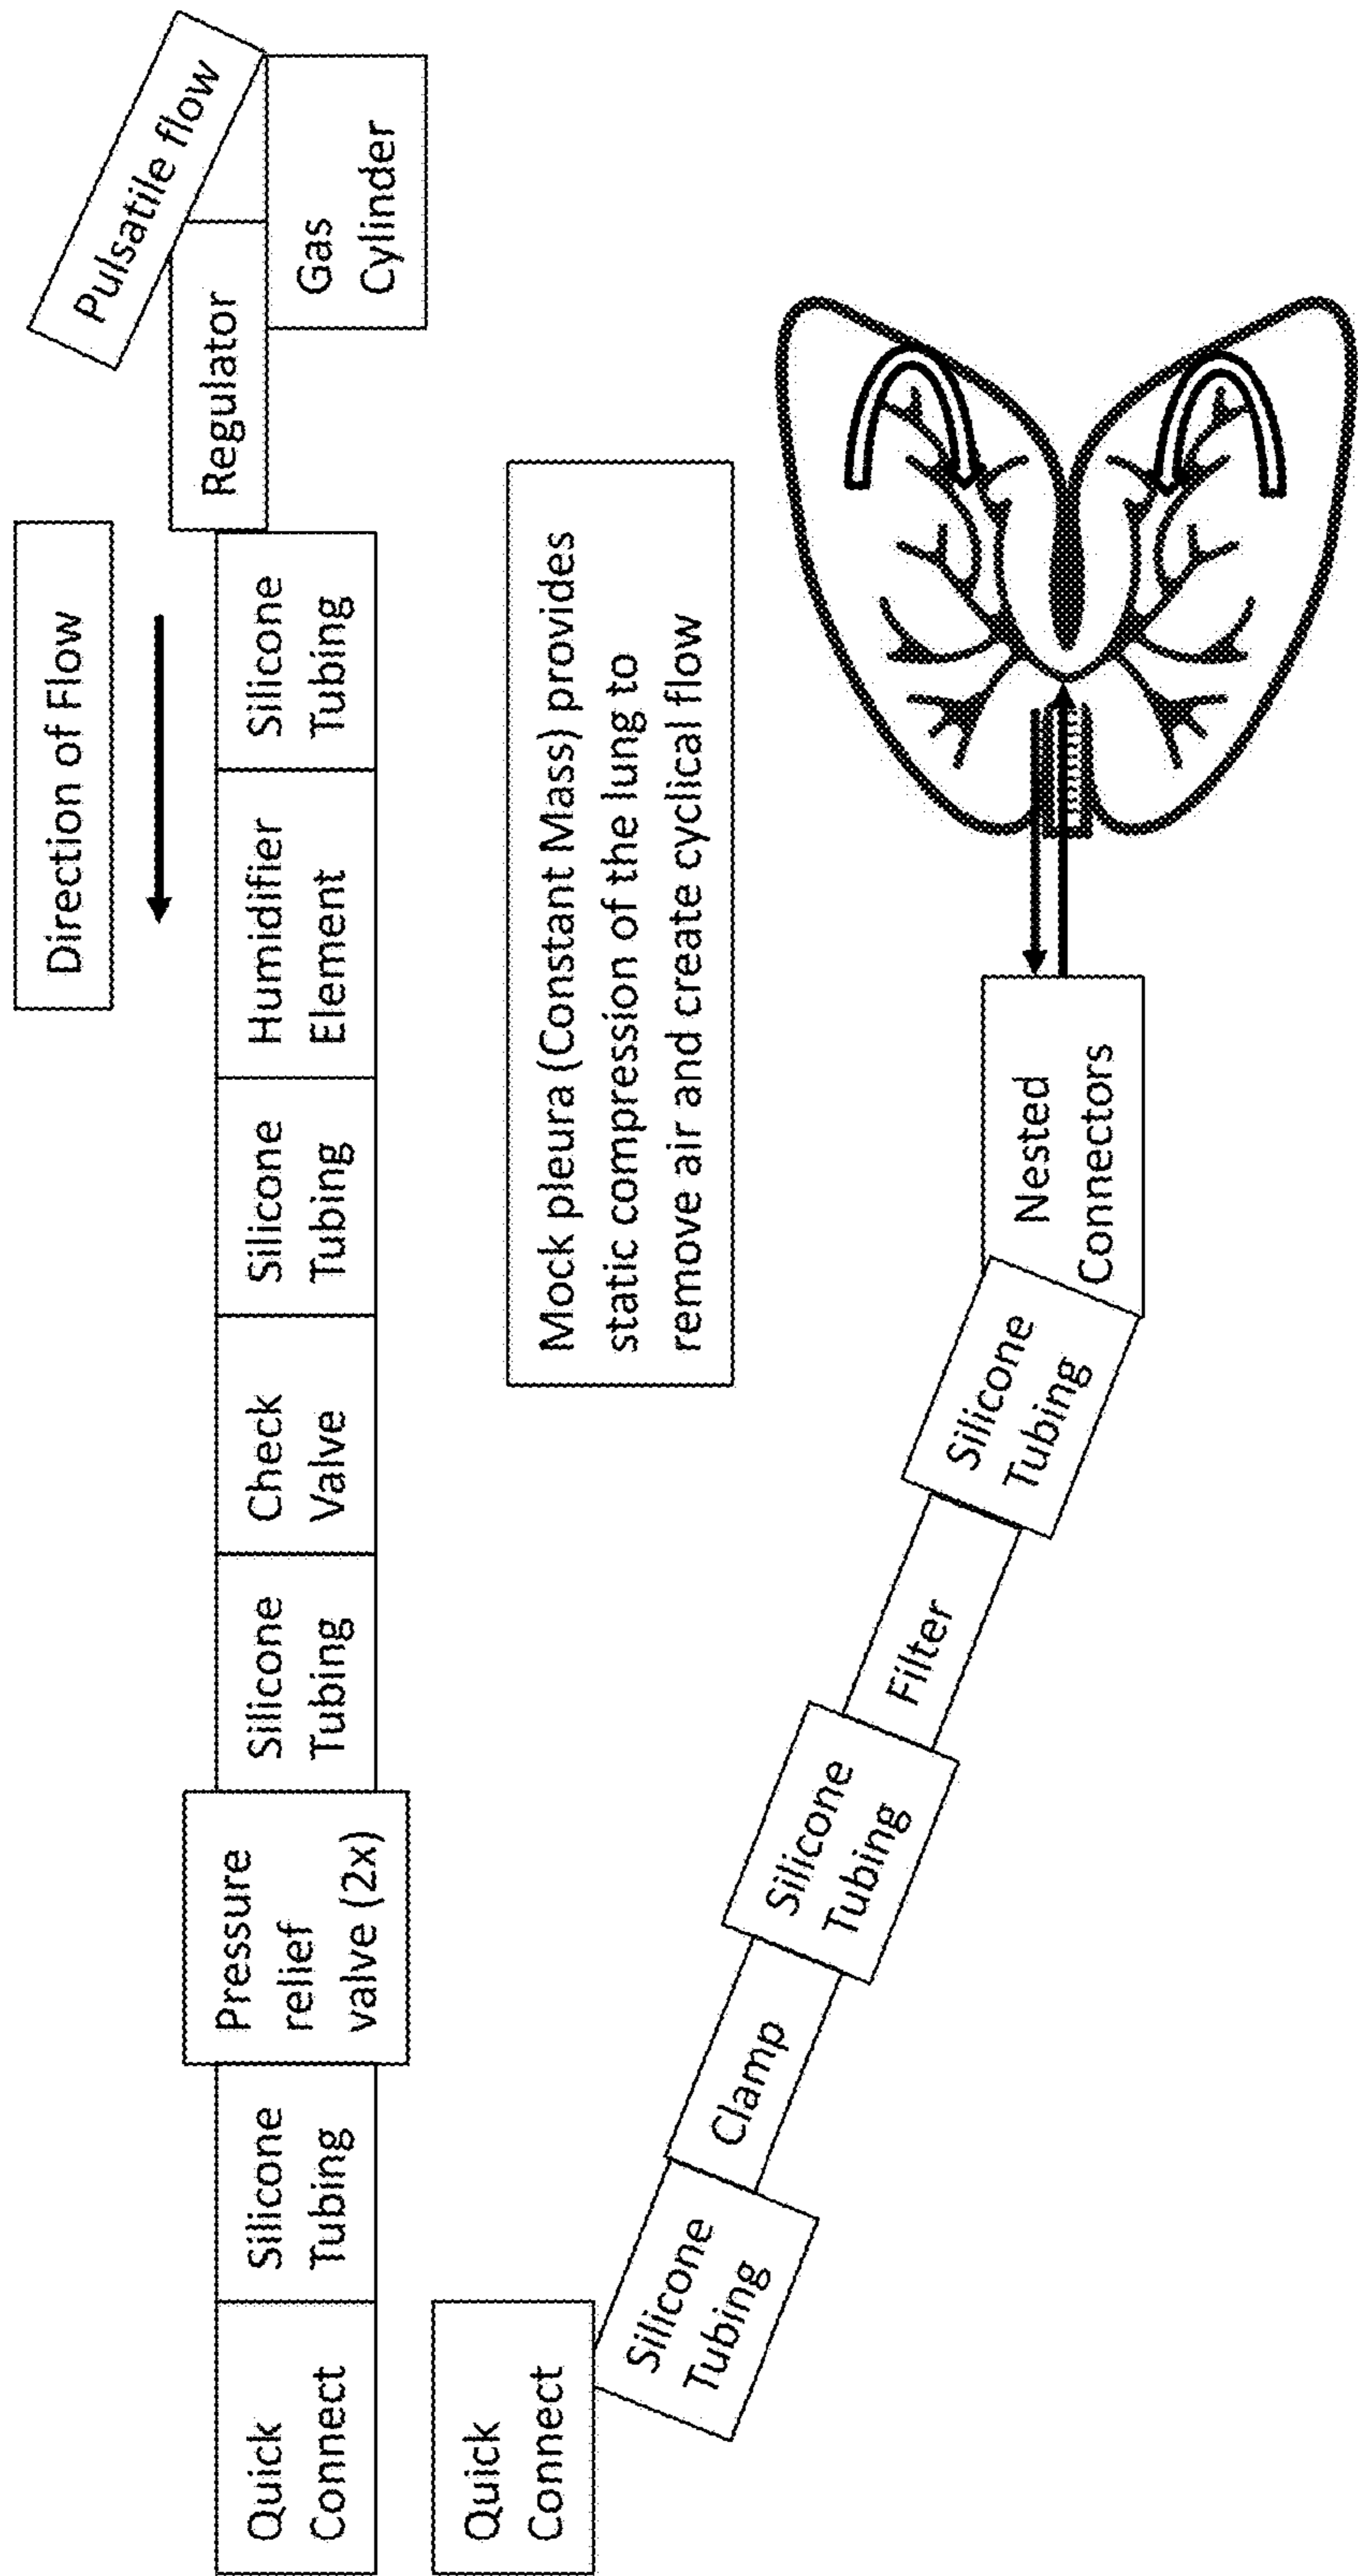 Direction of Flow
Pulsatile flow
Quick
Connect
Silicone
Tubing
Pressure
relief
valve (2x)
Silicone
Tubing
Check
Valve
Silicone
Tubing
Humidifier
Element
Silicone
Tubing
Regulator
Gas
Cylinder
Mock pleura (Constant Mass) provides
static compression of the lung to
remove air and create cyclical flow
Quick
Connect
Silicone
Tubing
Clamp
Silicone
Tubing
Filter
Silicone
Tubing
Nested
Connectors